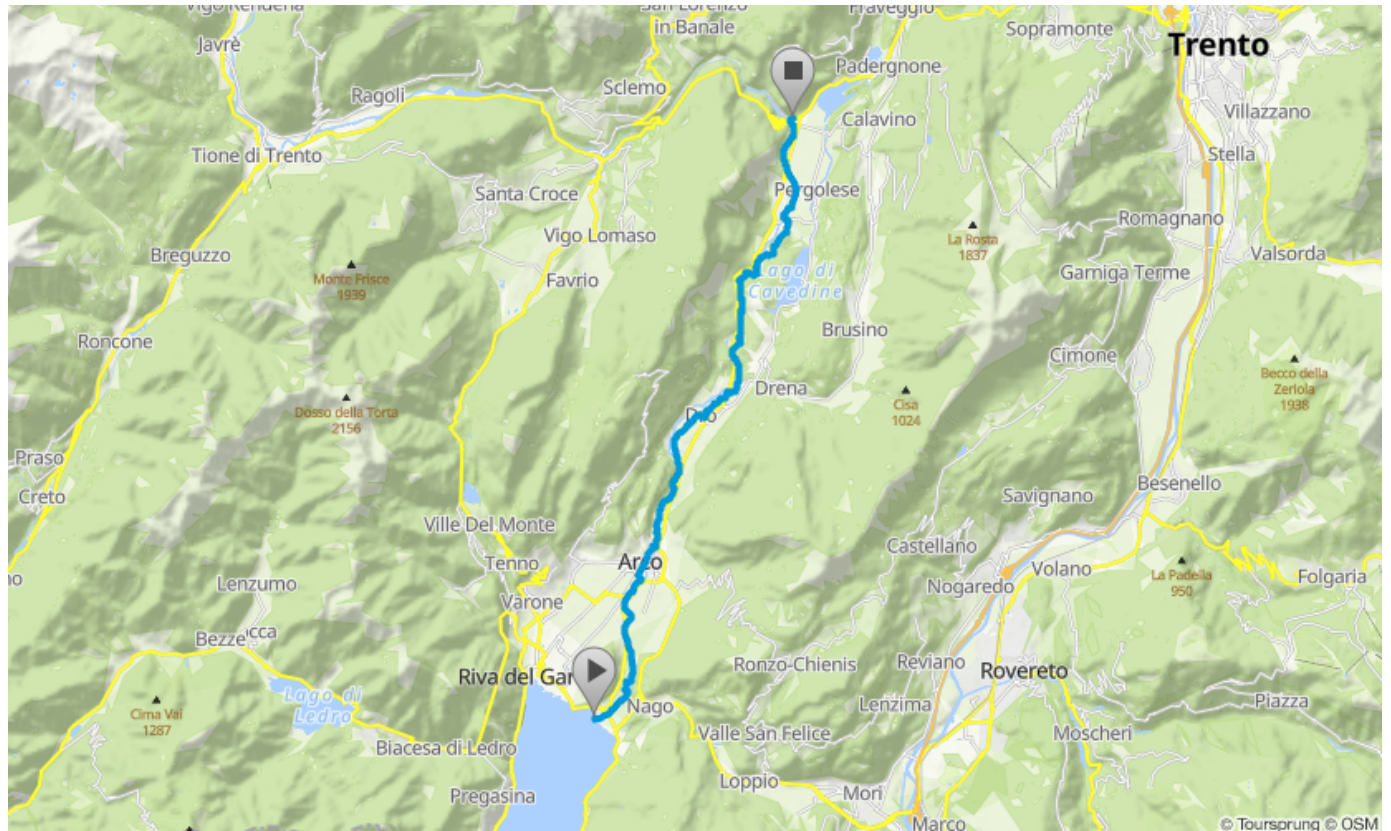 Vigo Rendena
San Lorenzo
in Banale
Fraveggio
Sopramonte
Trento
Javrè
Padergnone
Sclemo
Ragoli
Villazzano
Calavino
Tione di Trento
Stella
Santa Croce
Pergolese
Romagnano
Vigo Lomaso
La Rosta
1837
Breguzzo
Valsorda
Monte Frisce
1939
Favrio
Lago di
Cavedine
Garniga Terme
Brusino
Roncone
Cimone
Drena
Becco della
Zeriola
1938
Dosso della Torta
2156
Cisa
1024
Praso
Besenello
Creto
Savignano
Ville Del Monte
Castellano
Arco
Tenno
Volano
La Padella
950
Folgaria
Lenzumo
Nogaredo
Varone
Bezzecca
Ronzo-Chienis
Reviano
Rovereto
Riva del Gar
Lago di
Ledro
Cima Vai
1287
Nago
Lenzima
Piazza
Valle San Felice
Moscheri
Biacesa di Ledro
Loppio
Pregasina
Mori
Marco
© Toursprung © OSM